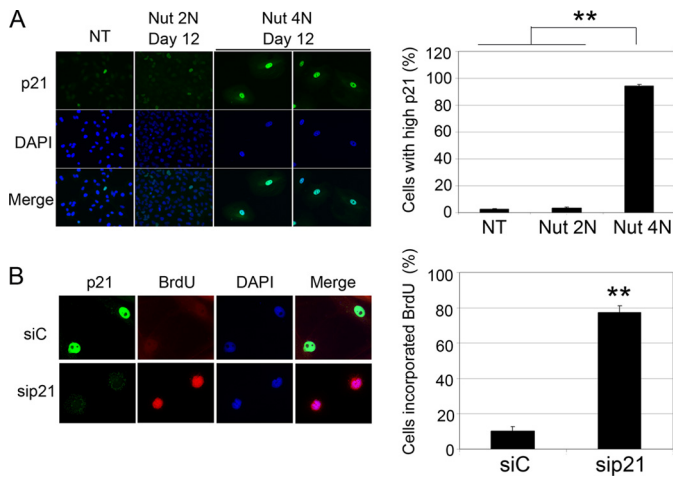 A
NT
Nut 2N
Day 12
Nut 4N
Day 12
p21
DAPI
Merge
**
Cells with high p21 (%)
120
100
80
60
40
20
0
NT
Nut 2N
Nut 4N
B
p21
BrdU
DAPI
Merge
siC
sip21
Cells incorporated BrdU (%)
100
80
60
40
20
0
**
siC
sip21